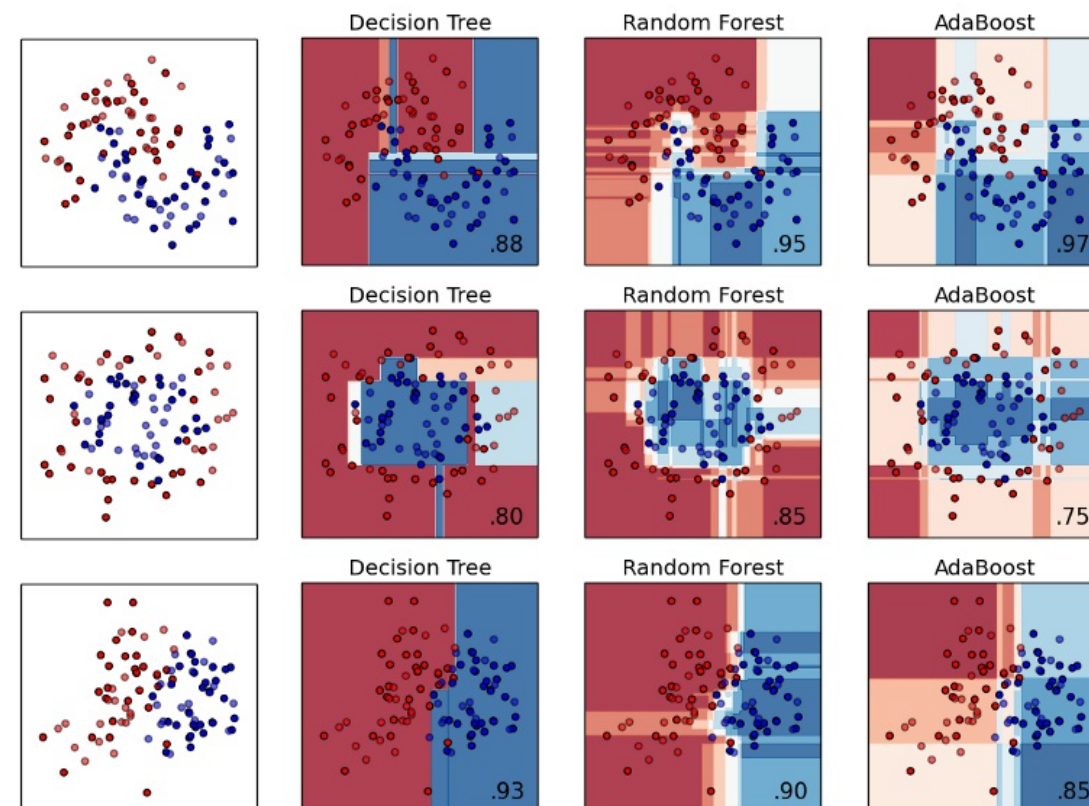 Decision Tree Random Forest AdaBoost
.88 .95 .97
Decision Tree Random Forest AdaBoost
.80 .85 .75
Decision Tree Random Forest AdaBoost
.93 .90 .85